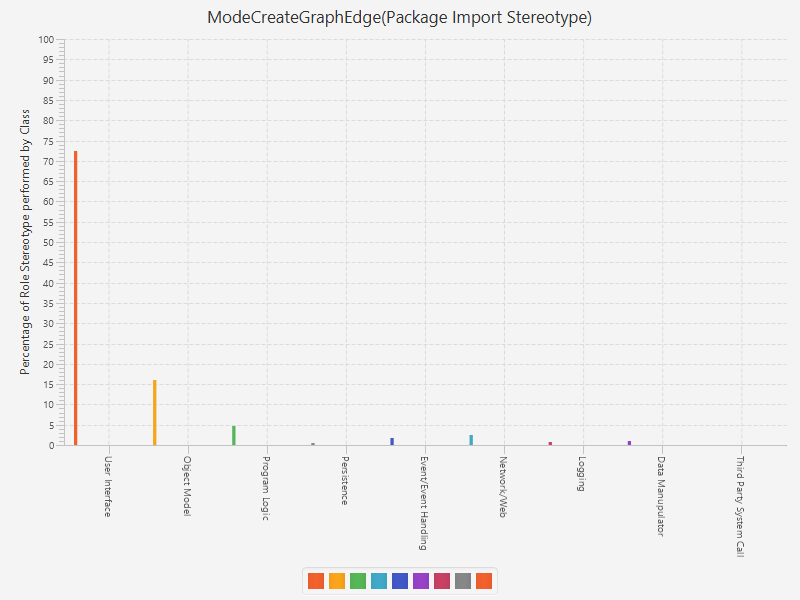 ModeCreateGraphEdge(Package Import Stereotype)
Percentage of Role Stereotype performed by Class
100
95
90
85
80
75
70
65
60
55
50
45
40
35
30
25
20
15
10
5
0
User Interface
Object Model
Program Logic
Persistence
Event/Event Handling
Network/Web
Logging
Data Manupulator
Third Party System Call